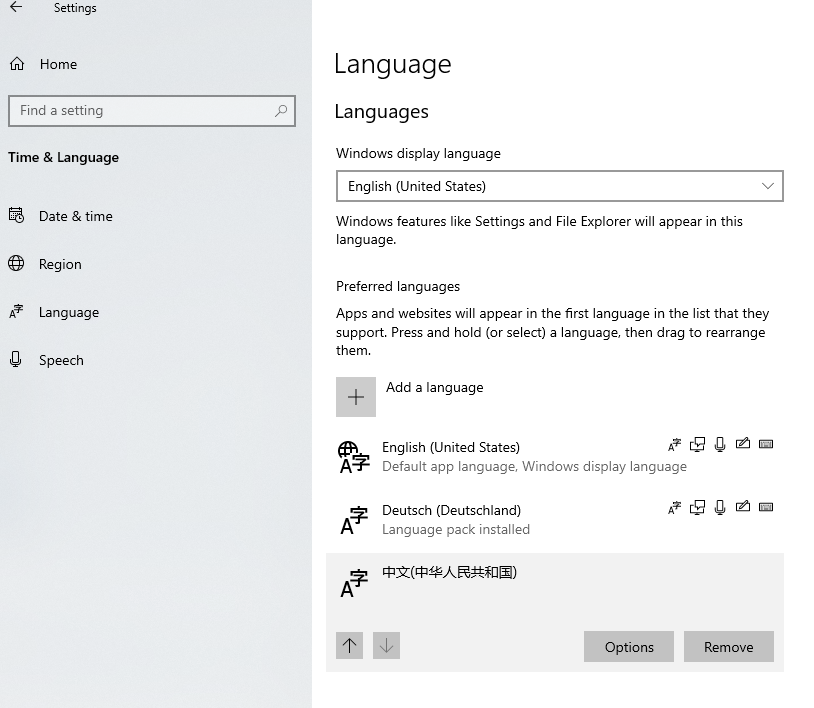 Settings
Home
Find a setting
Time & Language
Date & time
Region
Language
Speech
Language
Languages
Windows display language
English (United States)
Windows features like Settings and File Explorer will appear in this
language.
Preferred languages
Apps and websites will appear in the first language in the list that they
support. Press and hold (or select) a language, then drag to rearrange
them.
Add a language
English (United States)
Default app language, Windows display language
Deutsch (Deutschland)
Language pack installed
中文(中华人民共和国)
Options
Remove